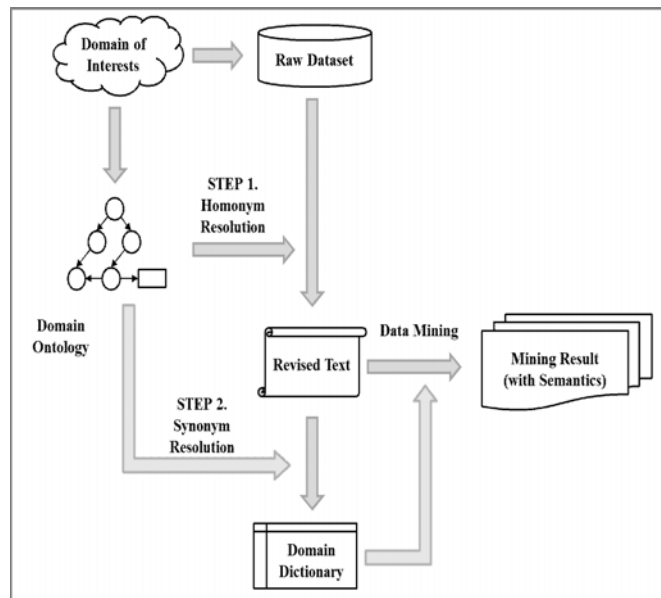 Domain of
Interests
Raw Dataset
STEP 1.
Homonym
Resolution
Domain
Ontology
Revised Text
Data Mining
Mining Result
(with Semantics)
STEP 2.
Synonym
Resolution
Domain
Dictionary